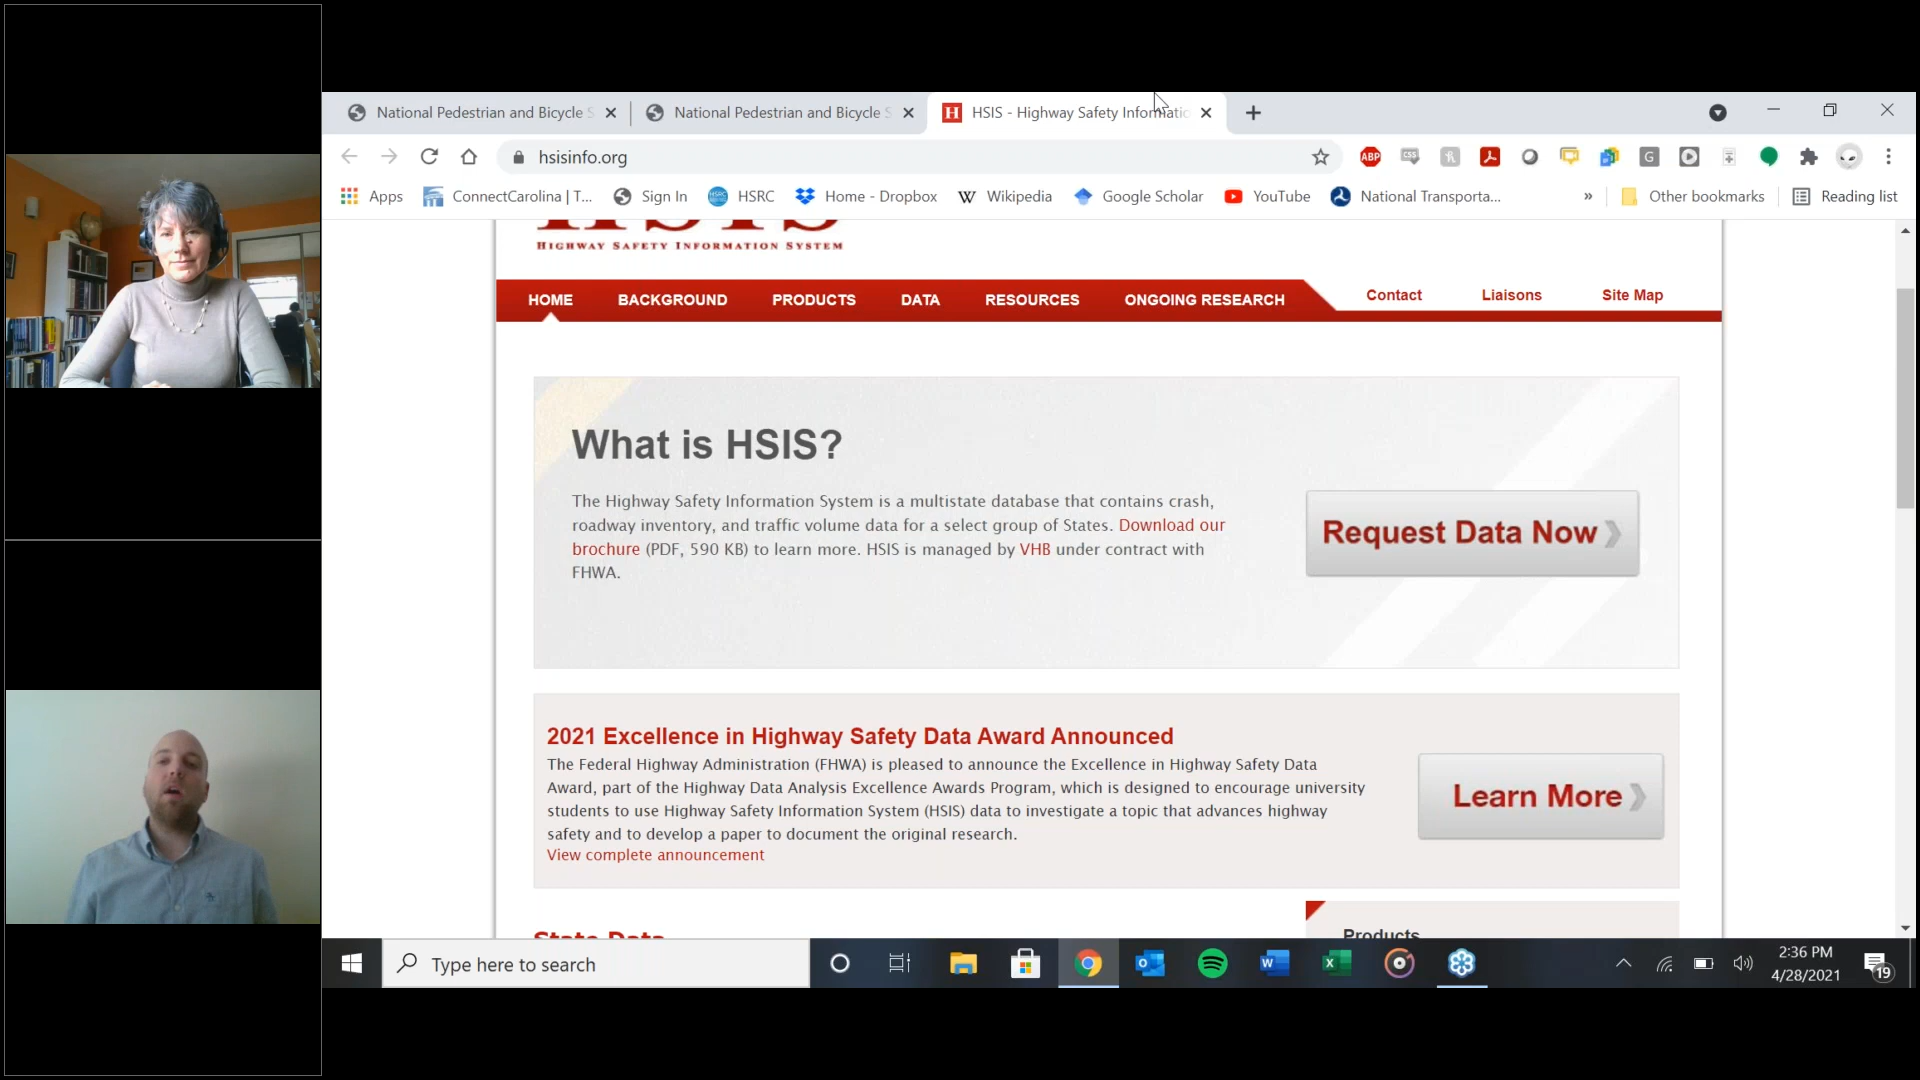 National Pedestrian and Bicycle S
National Pedestrian and Bicycle S
HSIS - Highway Safety Informatic
hsisinfo.org
Apps
ConnectCarolina | T...
Sign In
HSRC
Home - Dropbox
Wikipedia
Google Scholar
YouTube
National Transporta...
»
Other bookmarks
Reading list
HSIS
HIGHWAY SAFETY INFORMATION SYSTEM
HOME
BACKGROUND
PRODUCTS
DATA
RESOURCES
ONGOING RESEARCH
Contact
Liaisons
Site Map
What is HSIS?
The Highway Safety Information System is a multistate database that contains crash,
roadway inventory, and traffic volume data for a select group of States. Download our
brochure (PDF, 590 KB) to learn more. HSIS is managed by VHB under contract with
FHWA.
Request Data Now
2021 Excellence in Highway Safety Data Award Announced
The Federal Highway Administration (FHWA) is pleased to announce the Excellence in Highway Safety Data
Award, part of the Highway Data Analysis Excellence Awards Program, which is designed to encourage university
students to use Highway Safety Information System (HSIS) data to investigate a topic that advances highway
safety and to develop a paper to document the original research.
View complete announcement
Learn More
State Data
Products
Type here to search
2:36 PM
4/28/2021
19